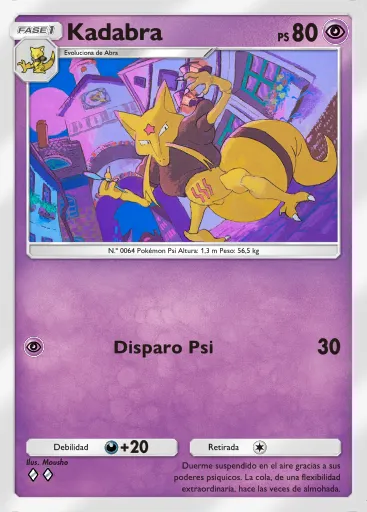 FASE 1
Kadabra
PS 80
Evoluciona de Abra
N.º 0064 Pokémon Psi Altura: 1,3 m Peso: 56,5 kg
Disparo Psi 30
Debilidad +20 Retirada
Ilus. Mousho
Duerme suspendido en el aire gracias a sus
poderes psíquicos. La cola, de una flexibilidad
extraordinaria, hace las veces de almohada.